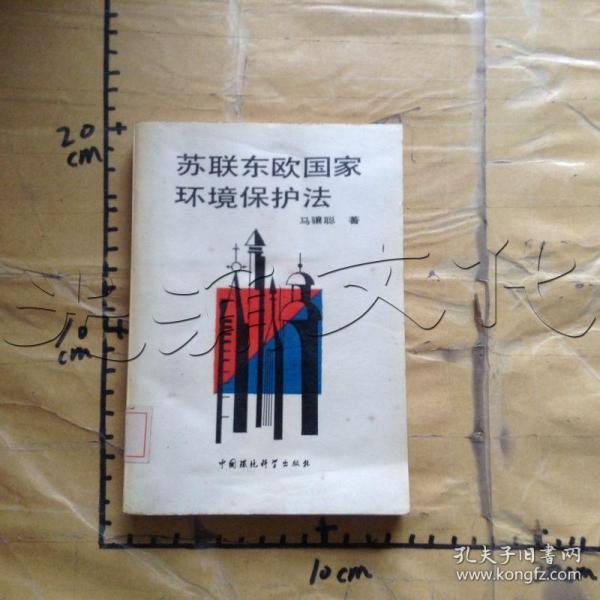 苏联东欧国家
环境保护法
马骧聪 著
中国环境科学出版社
20
cm
10
cm
10cm
cm
孔夫子旧书网
www.kongfz.com